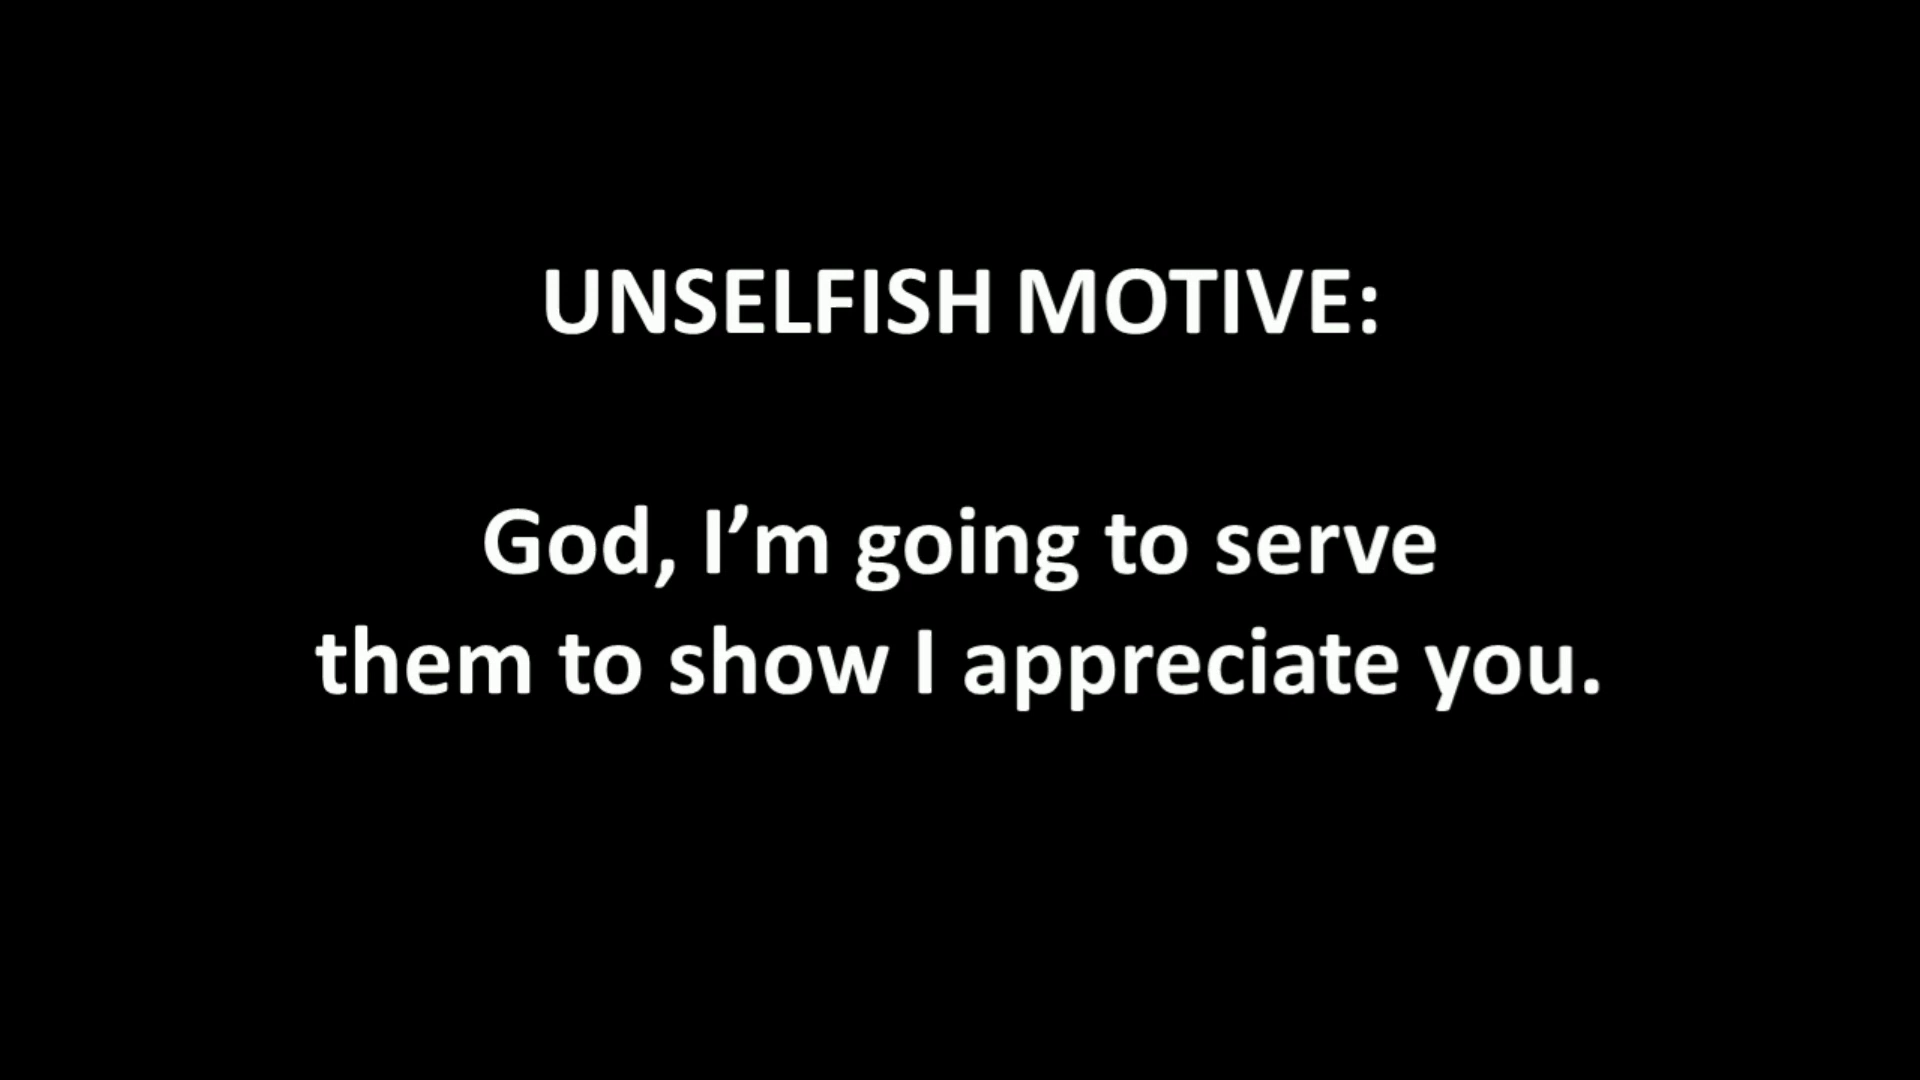 UNSELFISH MOTIVE:
God, I’m going to serve
them to show I appreciate you.